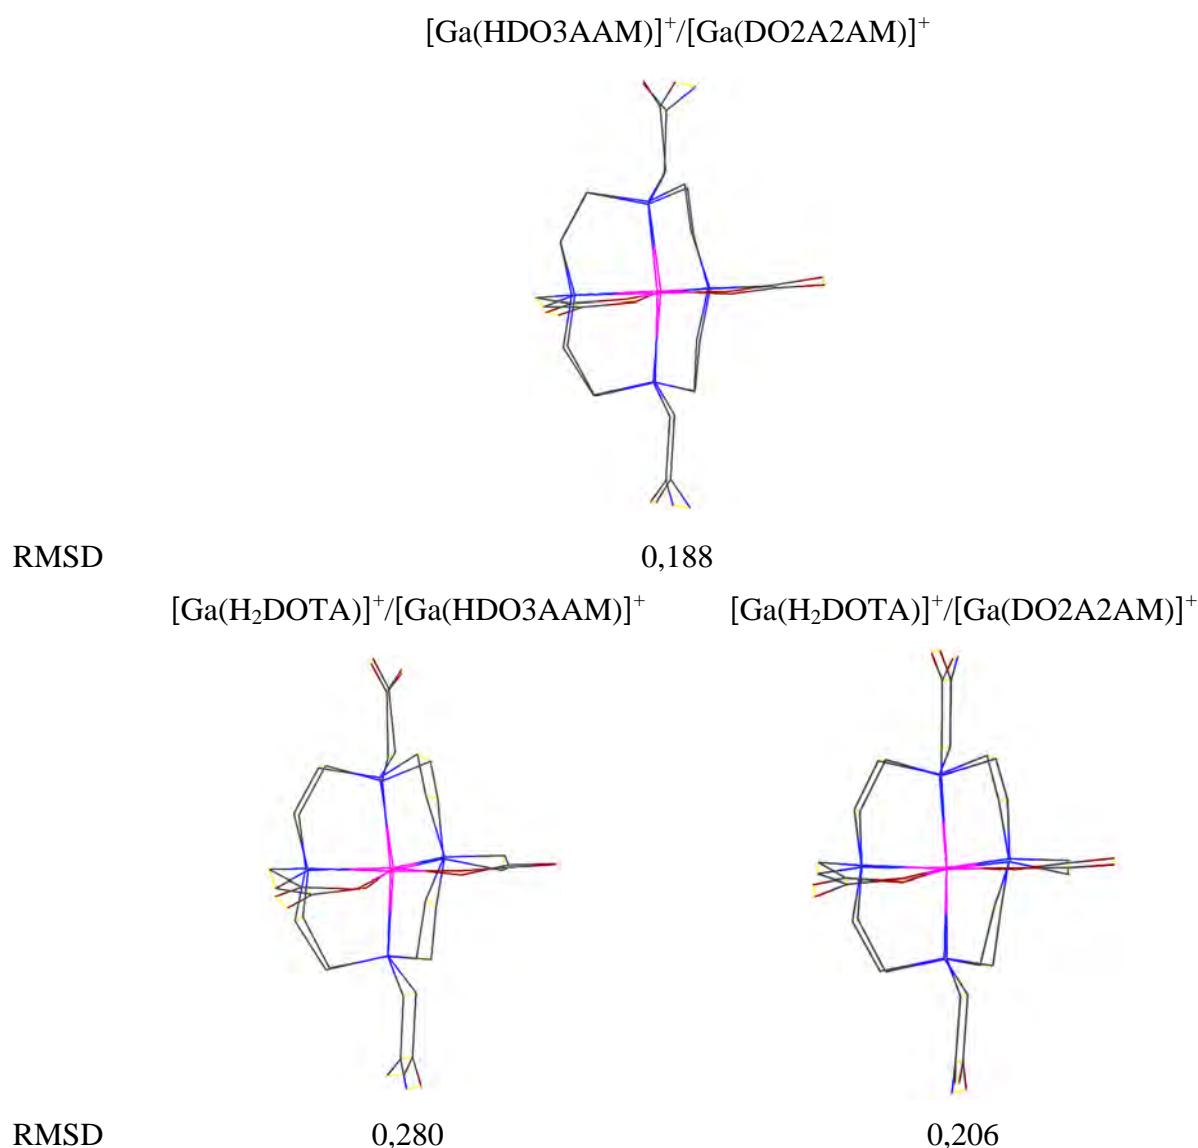 [Ga(HDO3AAM)]⁺/[Ga(DO2A2AM)]⁺
RMSD 0,188
[Ga(H₂DOTA)]⁺/[Ga(HDO3AAM)]⁺ [Ga(H₂DOTA)]⁺/[Ga(DO2A2AM)]⁺
RMSD 0,280 0,206